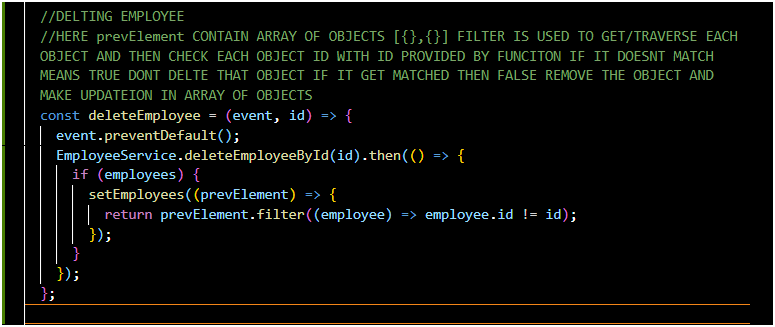 //DELTING EMPLOYEE
//HERE prevElement CONTAIN ARRAY OF OBJECTS [{},{}] FILTER IS USED TO GET/TRAVERSE EACH
OBJECT AND THEN CHECK EACH OBJECT ID WITH ID PROVIDED BY FUNCITON IF IT DOESNT MATCH
MEANS TRUE DONT DELTE THAT OBJECT IF IT GET MATCHED THEN FALSE REMOVE THE OBJECT AND
MAKE UPDATEION IN ARRAY OF OBJECTS
const deleteEmployee = (event, id) => {
event.preventDefault();
EmployeeService.deleteEmployeeById(id).then(() => {
if (employees) {
setEmployees((prevElement) => {
return prevElement.filter((employee) => employee.id != id);
});
}
});
};